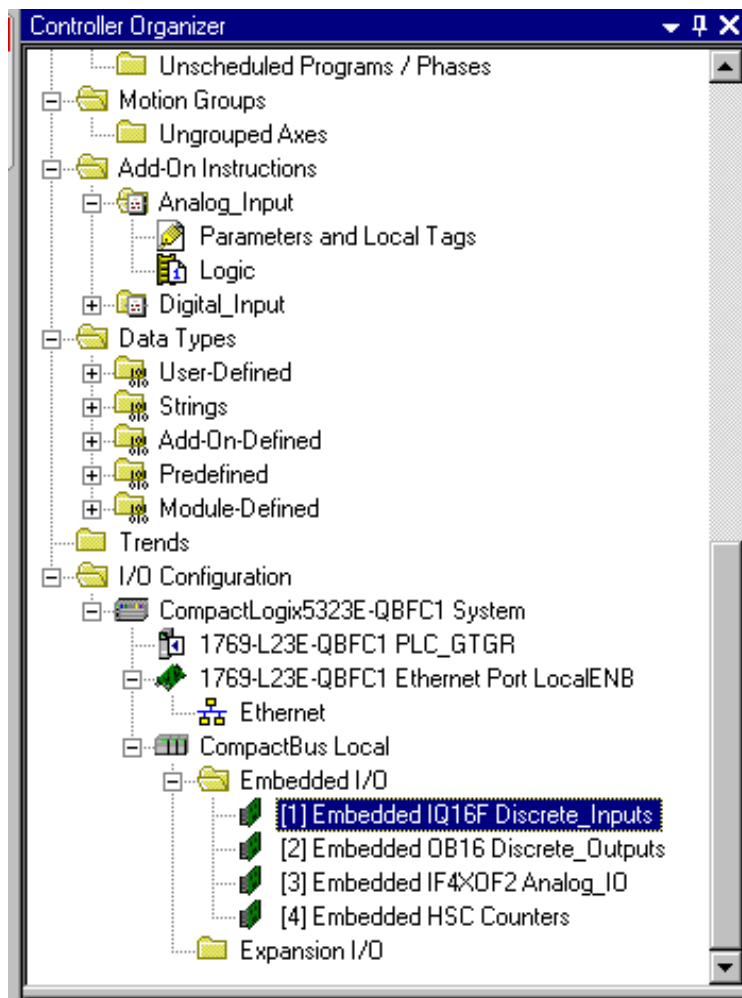 Controller Organizer
Unscheduled Programs / Phases
Motion Groups
Ungrouped Axes
Add-On Instructions
Analog_Input
Parameters and Local Tags
Logic
Digital_Input
Data Types
User-Defined
Strings
Add-On-Defined
Predefined
Module-Defined
Trends
I/O Configuration
CompactLogix5323E-QBFC1 System
1769-L23E-QBFC1 PLC_GTGR
1769-L23E-QBFC1 Ethernet Port LocalENB
Ethernet
CompactBus Local
Embedded I/O
[1] Embedded IQ16F Discrete_Inputs
[2] Embedded OB16 Discrete_Outputs
[3] Embedded IF4XOF2 Analog_IO
[4] Embedded HSC Counters
Expansion I/O